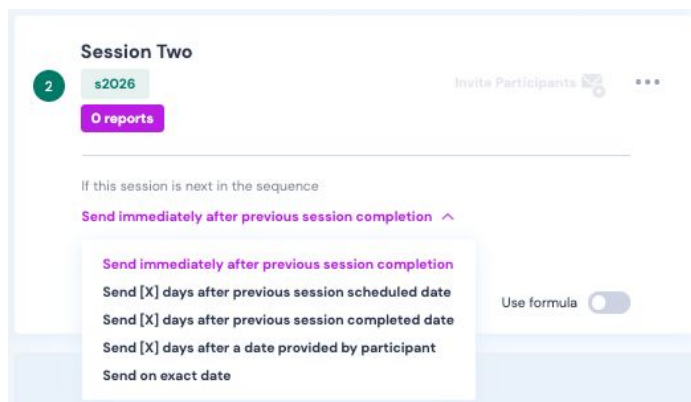 Session Two
2
s2026
Invite Participants
0 reports
If this session is next in the sequence
Send immediately after previous session completion
Send immediately after previous session completion
Send [X] days after previous session scheduled date
Send [X] days after previous session completed date
Use formula
Send [X] days after a date provided by participant
Send on exact date